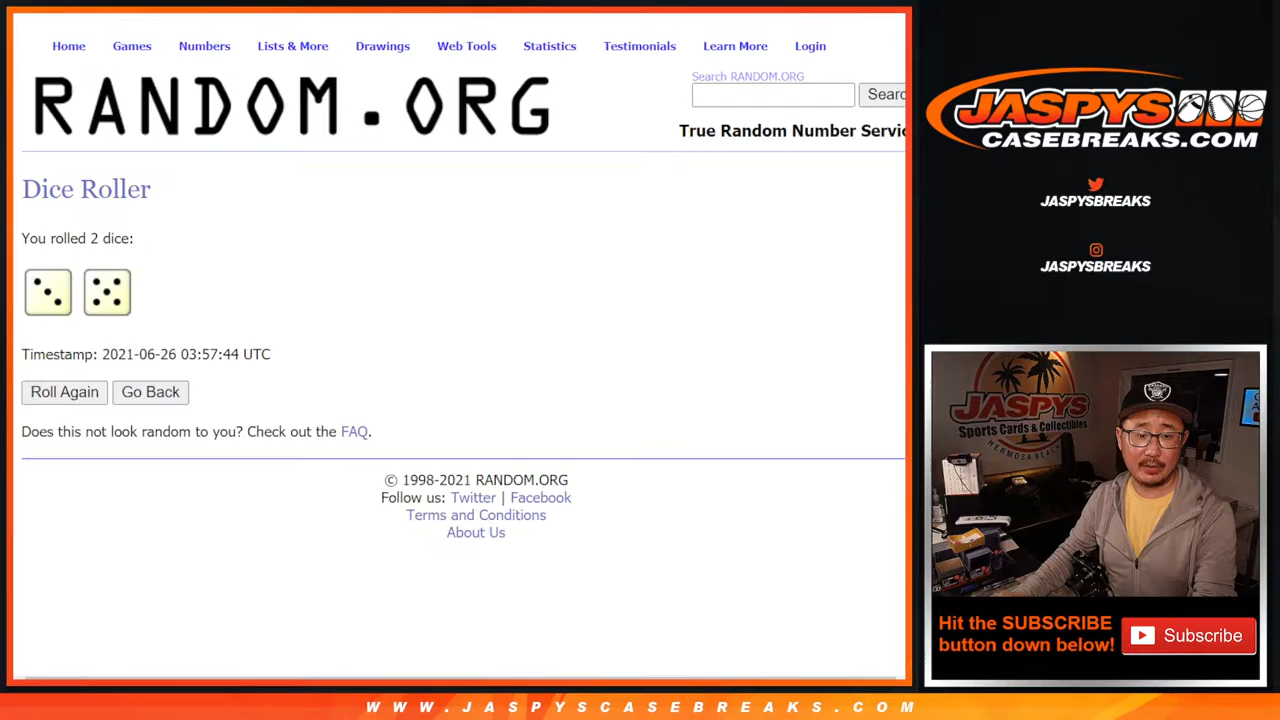 Home Games Numbers Lists & More Drawings Web Tools Statistics Testimonials Learn More Login
RANDOM.ORG
Search RANDOM.ORG
Searc
True Random Number Servic
Dice Roller
You rolled 2 dice:
Timestamp: 2021-06-26 03:57:44 UTC
Roll Again Go Back
Does this not look random to you? Check out the FAQ.
© 1998-2021 RANDOM.ORG
Follow us: Twitter | Facebook
Terms and Conditions
About Us
JASPYS
CASEBREAKS.COM
JASPYSBREAKS
JASPYSBREAKS
JASPYS
Sports Cards & Collectibles
HERMOSA BEACH
Hit the SUBSCRIBE
button down below!
Subscribe
WWW.JASPYSCASEBREAKS.COM